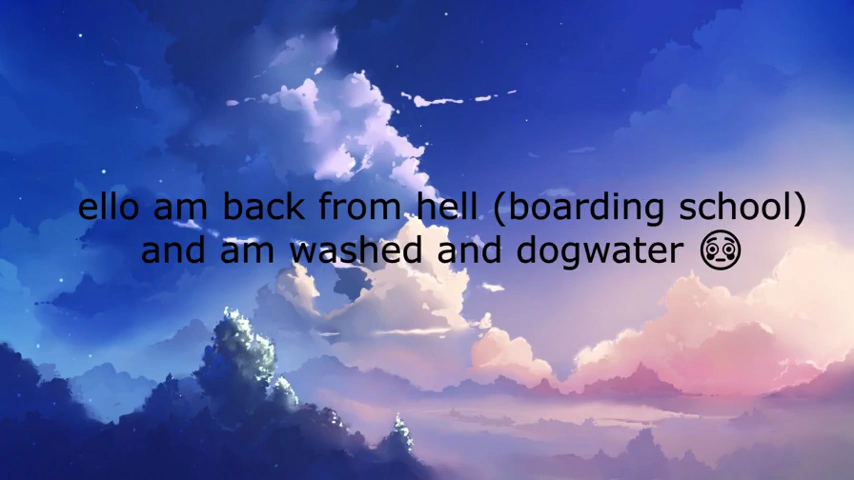 ello am back from hell (boarding school)
and am washed and dogwater 😳